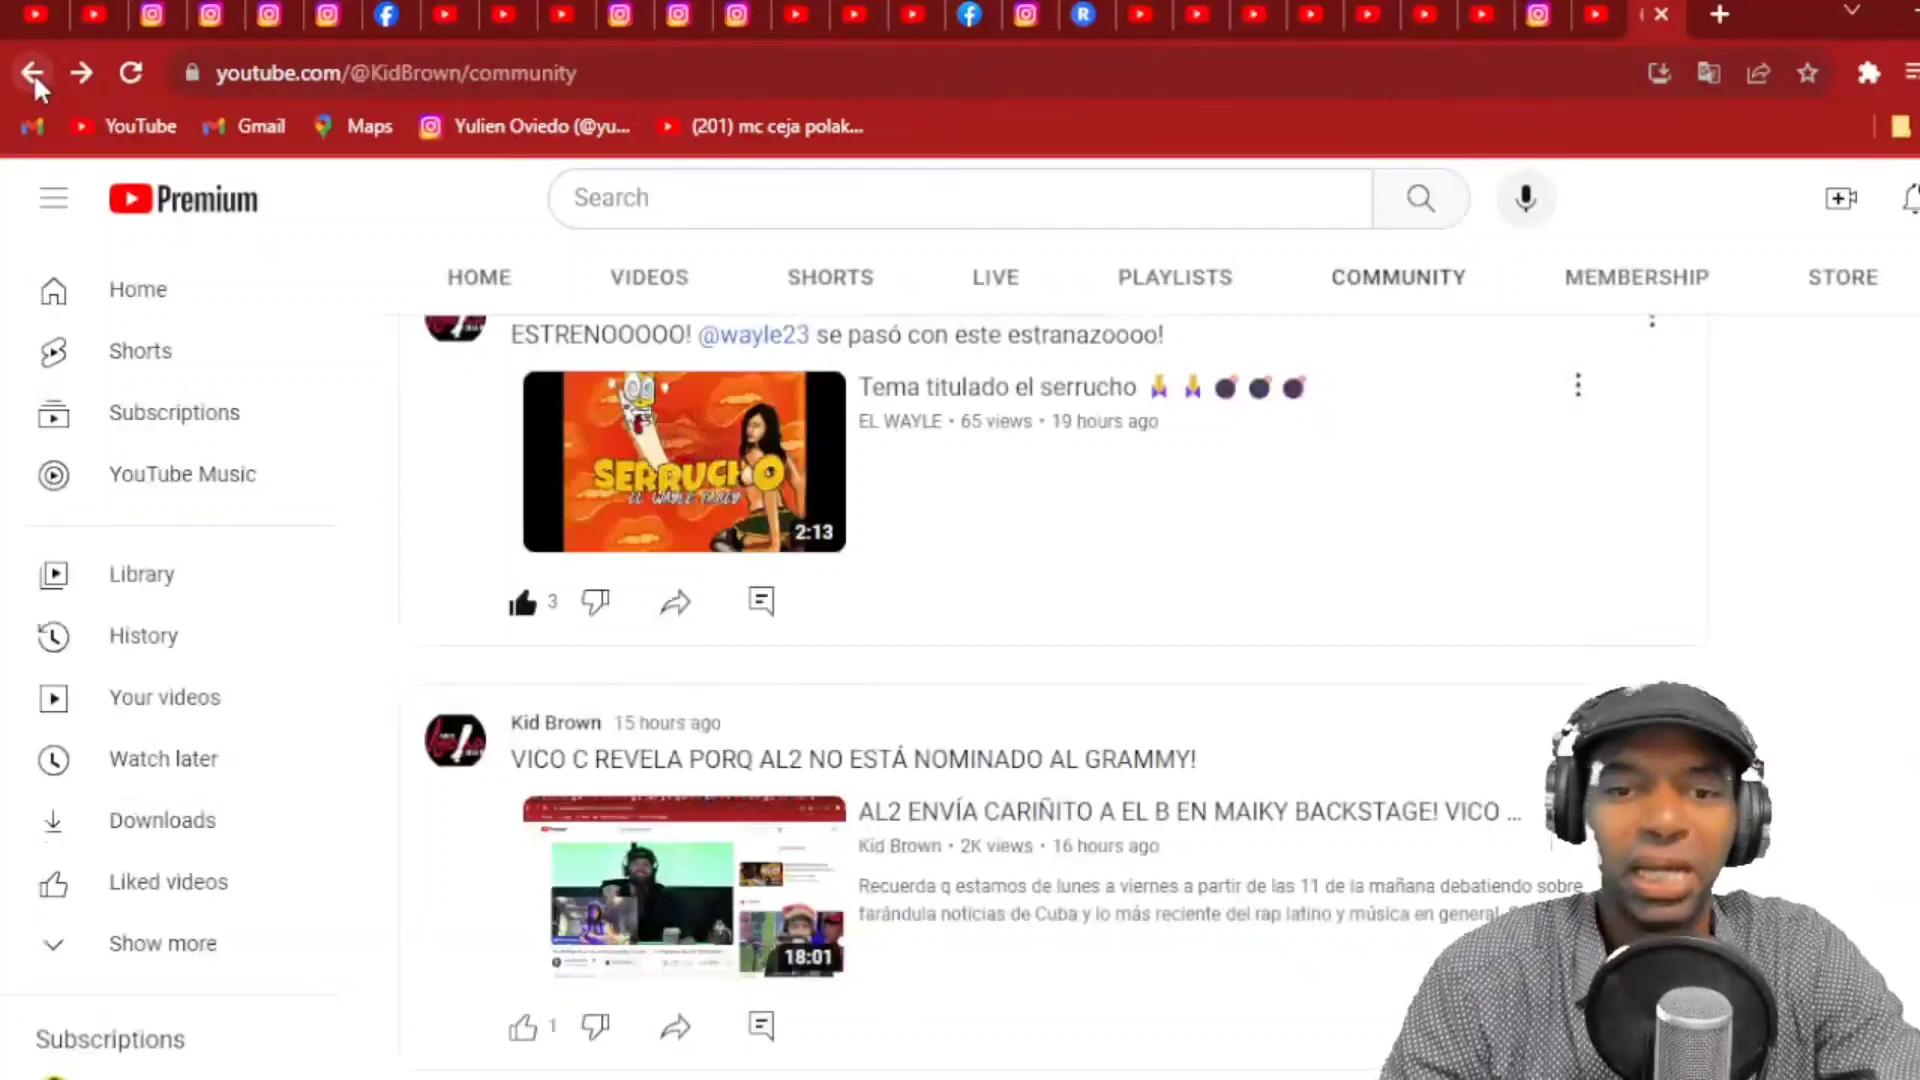 youtube.com/@KidBrown/community
YouTube
Gmail
Maps
Yulien Oviedo (@yu...
(201) mc ceja polak...
Premium
Search
HOME
VIDEOS
SHORTS
LIVE
PLAYLISTS
COMMUNITY
MEMBERSHIP
STORE
Home
Shorts
Subscriptions
YouTube Music
Library
History
Your videos
Watch later
Downloads
Liked videos
Show more
Subscriptions
ESTRENOOOOO! @wayle23 se pasó con este estranazoooo!
Tema titulado el serrucho
EL WAYLE • 65 views • 19 hours ago
SERRUCHO
2:13
3
Kid Brown 15 hours ago
VICO C REVELA PORQ AL2 NO ESTÁ NOMINADO AL GRAMMY!
AL2 ENVÍA CARIÑITO A EL B EN MAIKY BACKSTAGE! VICO ...
Kid Brown • 2K views • 16 hours ago
Recuerda q estamos de lunes a viernes a partir de las 11 de la mañana debatiendo sobre
farándula noticias de Cuba y lo más reciente del rap latino y música en general.
18:01
1